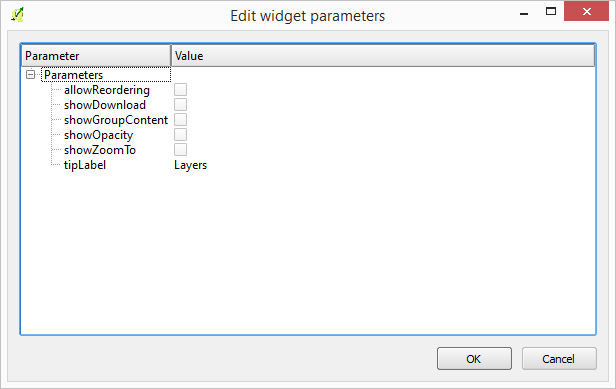 Edit widget parameters
Parameter Value
Parameters
allowReordering
showDownload
showGroupContent
showOpacity
showZoomTo
tipLabel Layers
OK Cancel